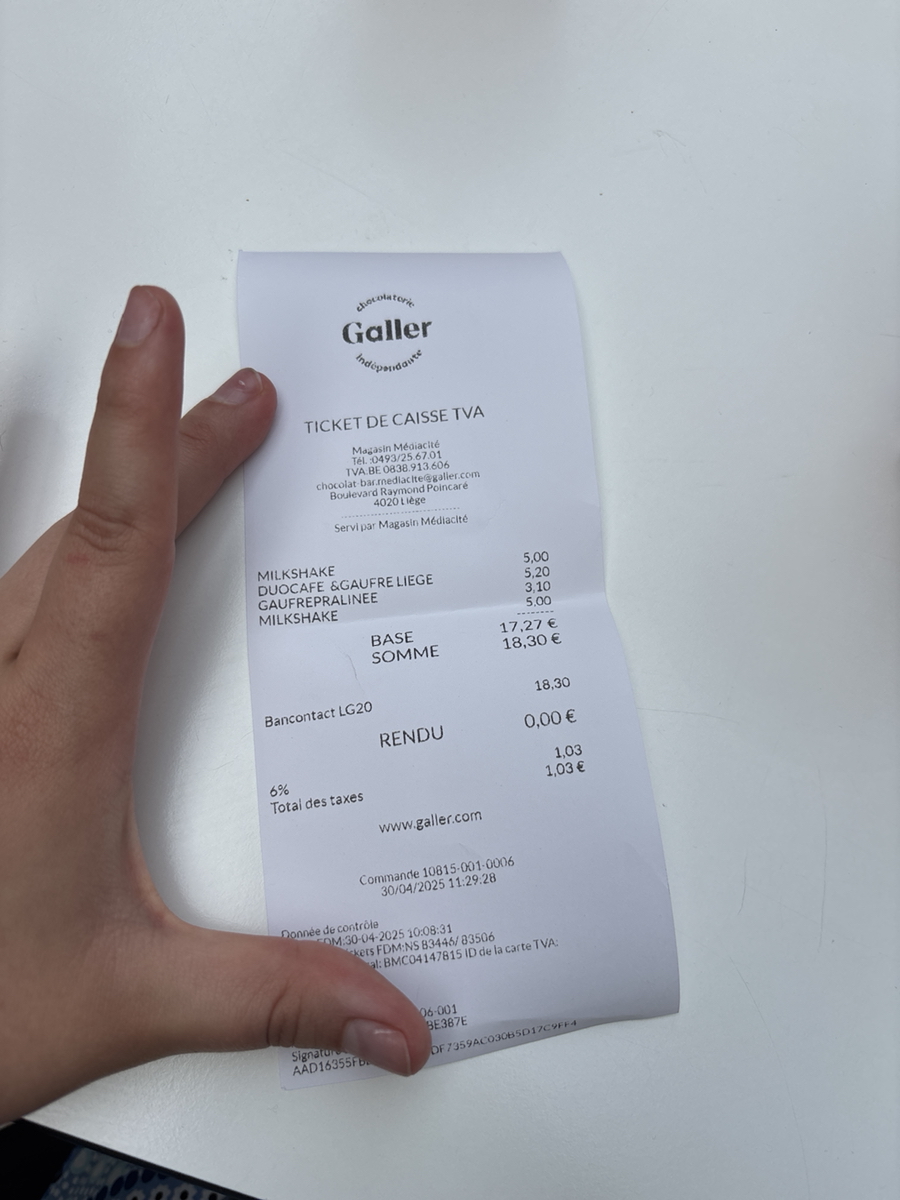 chocolaterie
Galler
indépendante
TICKET DE CAISSE TVA
Magasin Médiacité
Tél. :0493/25.67.01
TVA.BE 0838.913.606
chocolat-bar.mediacite@galler.com
Boulevard Raymond Poincaré
4020 Liège
Servi par Magasin Médiacité
MILKSHAKE 5,00
DUOCAFE &GAUFRE LIEGE 5,20
GAUFREPRALINEE 3,10
MILKSHAKE 5,00
BASE 17,27 €
SOMME 18,30 €
Bancontact LG20 18,30
RENDU 0,00 €
6% 1,03
Total des taxes 1,03 €
www.galler.com
Commande 10815-001-0006
30/04/2025 11:29:28
Donnée de contrôle
FDM:30-04-2025 10:08:31
FDM:NS 83446/ 83506
BMC04147815 ID de la carte TVA:
06-001
BE387E
Signature
DF7359AC030B5D17C9FF4
AAD16355F